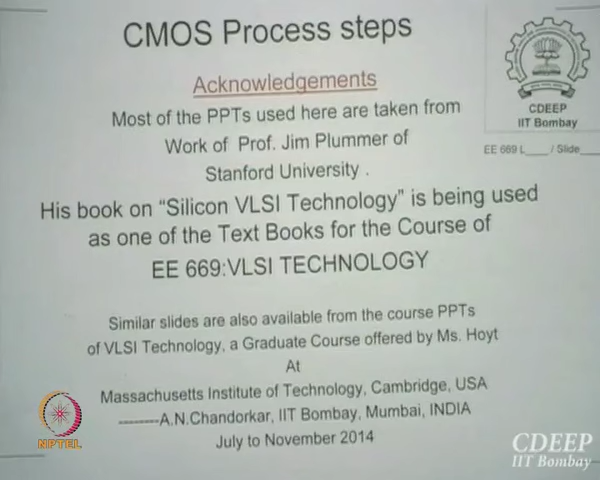 CMOS Process steps
Acknowledgements
Most of the PPTs used here are taken from
Work of Prof. Jim Plummer of
Stanford University .
His book on “Silicon VLSI Technology” is being used
as one of the Text Books for the Course of
EE 669:VLSI TECHNOLOGY
Similar slides are also available from the course PPTs
of VLSI Technology, a Graduate Course offered by Ms. Hoyt
At
Massachusetts Institute of Technology, Cambridge, USA
--------A.N.Chandorkar, IIT Bombay, Mumbai, INDIA
July to November 2014
CDEEP
IIT Bombay
EE 669 L____ / Slide____
NPTEL
CDEEP
IIT Bombay